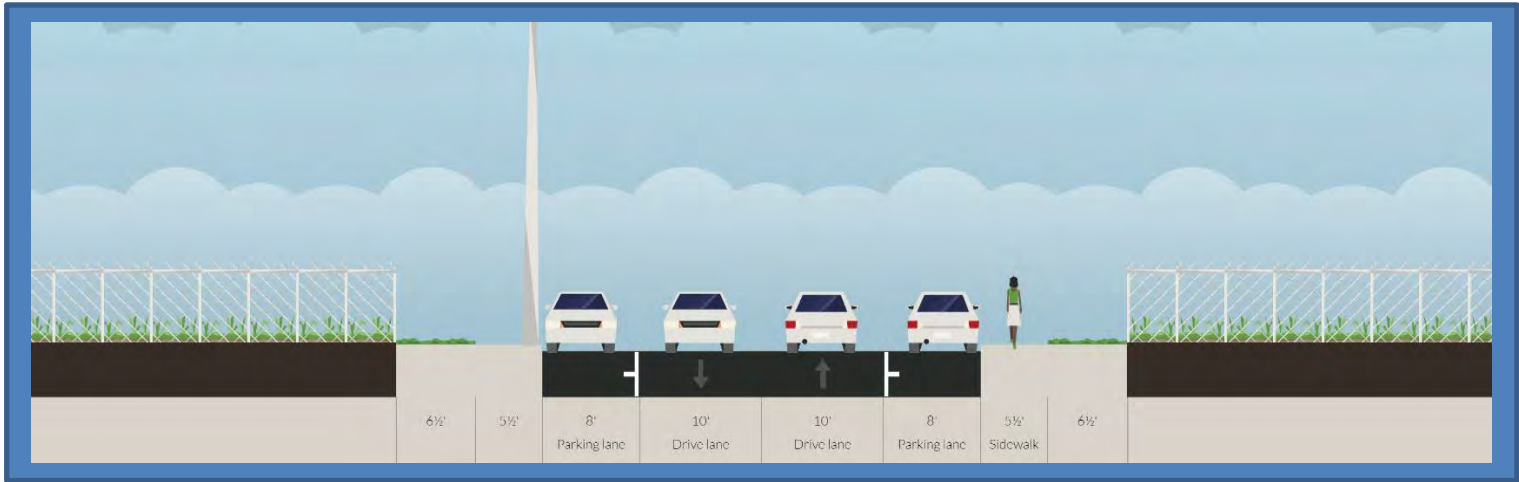 6½' 5½' 8' 10' 10' 8' 5½' 6½'
Parking lane Drive lane Drive lane Parking lane Sidewalk